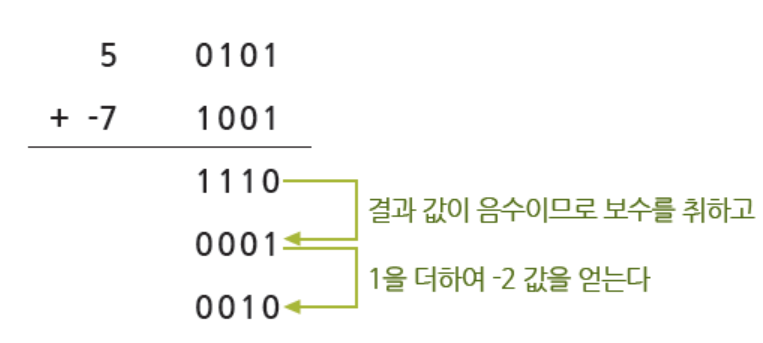 5 0101
+ -7 1001
1110
결과 값이 음수이므로 보수를 취하고
0001
1을 더하여 -2 값을 얻는다
0010